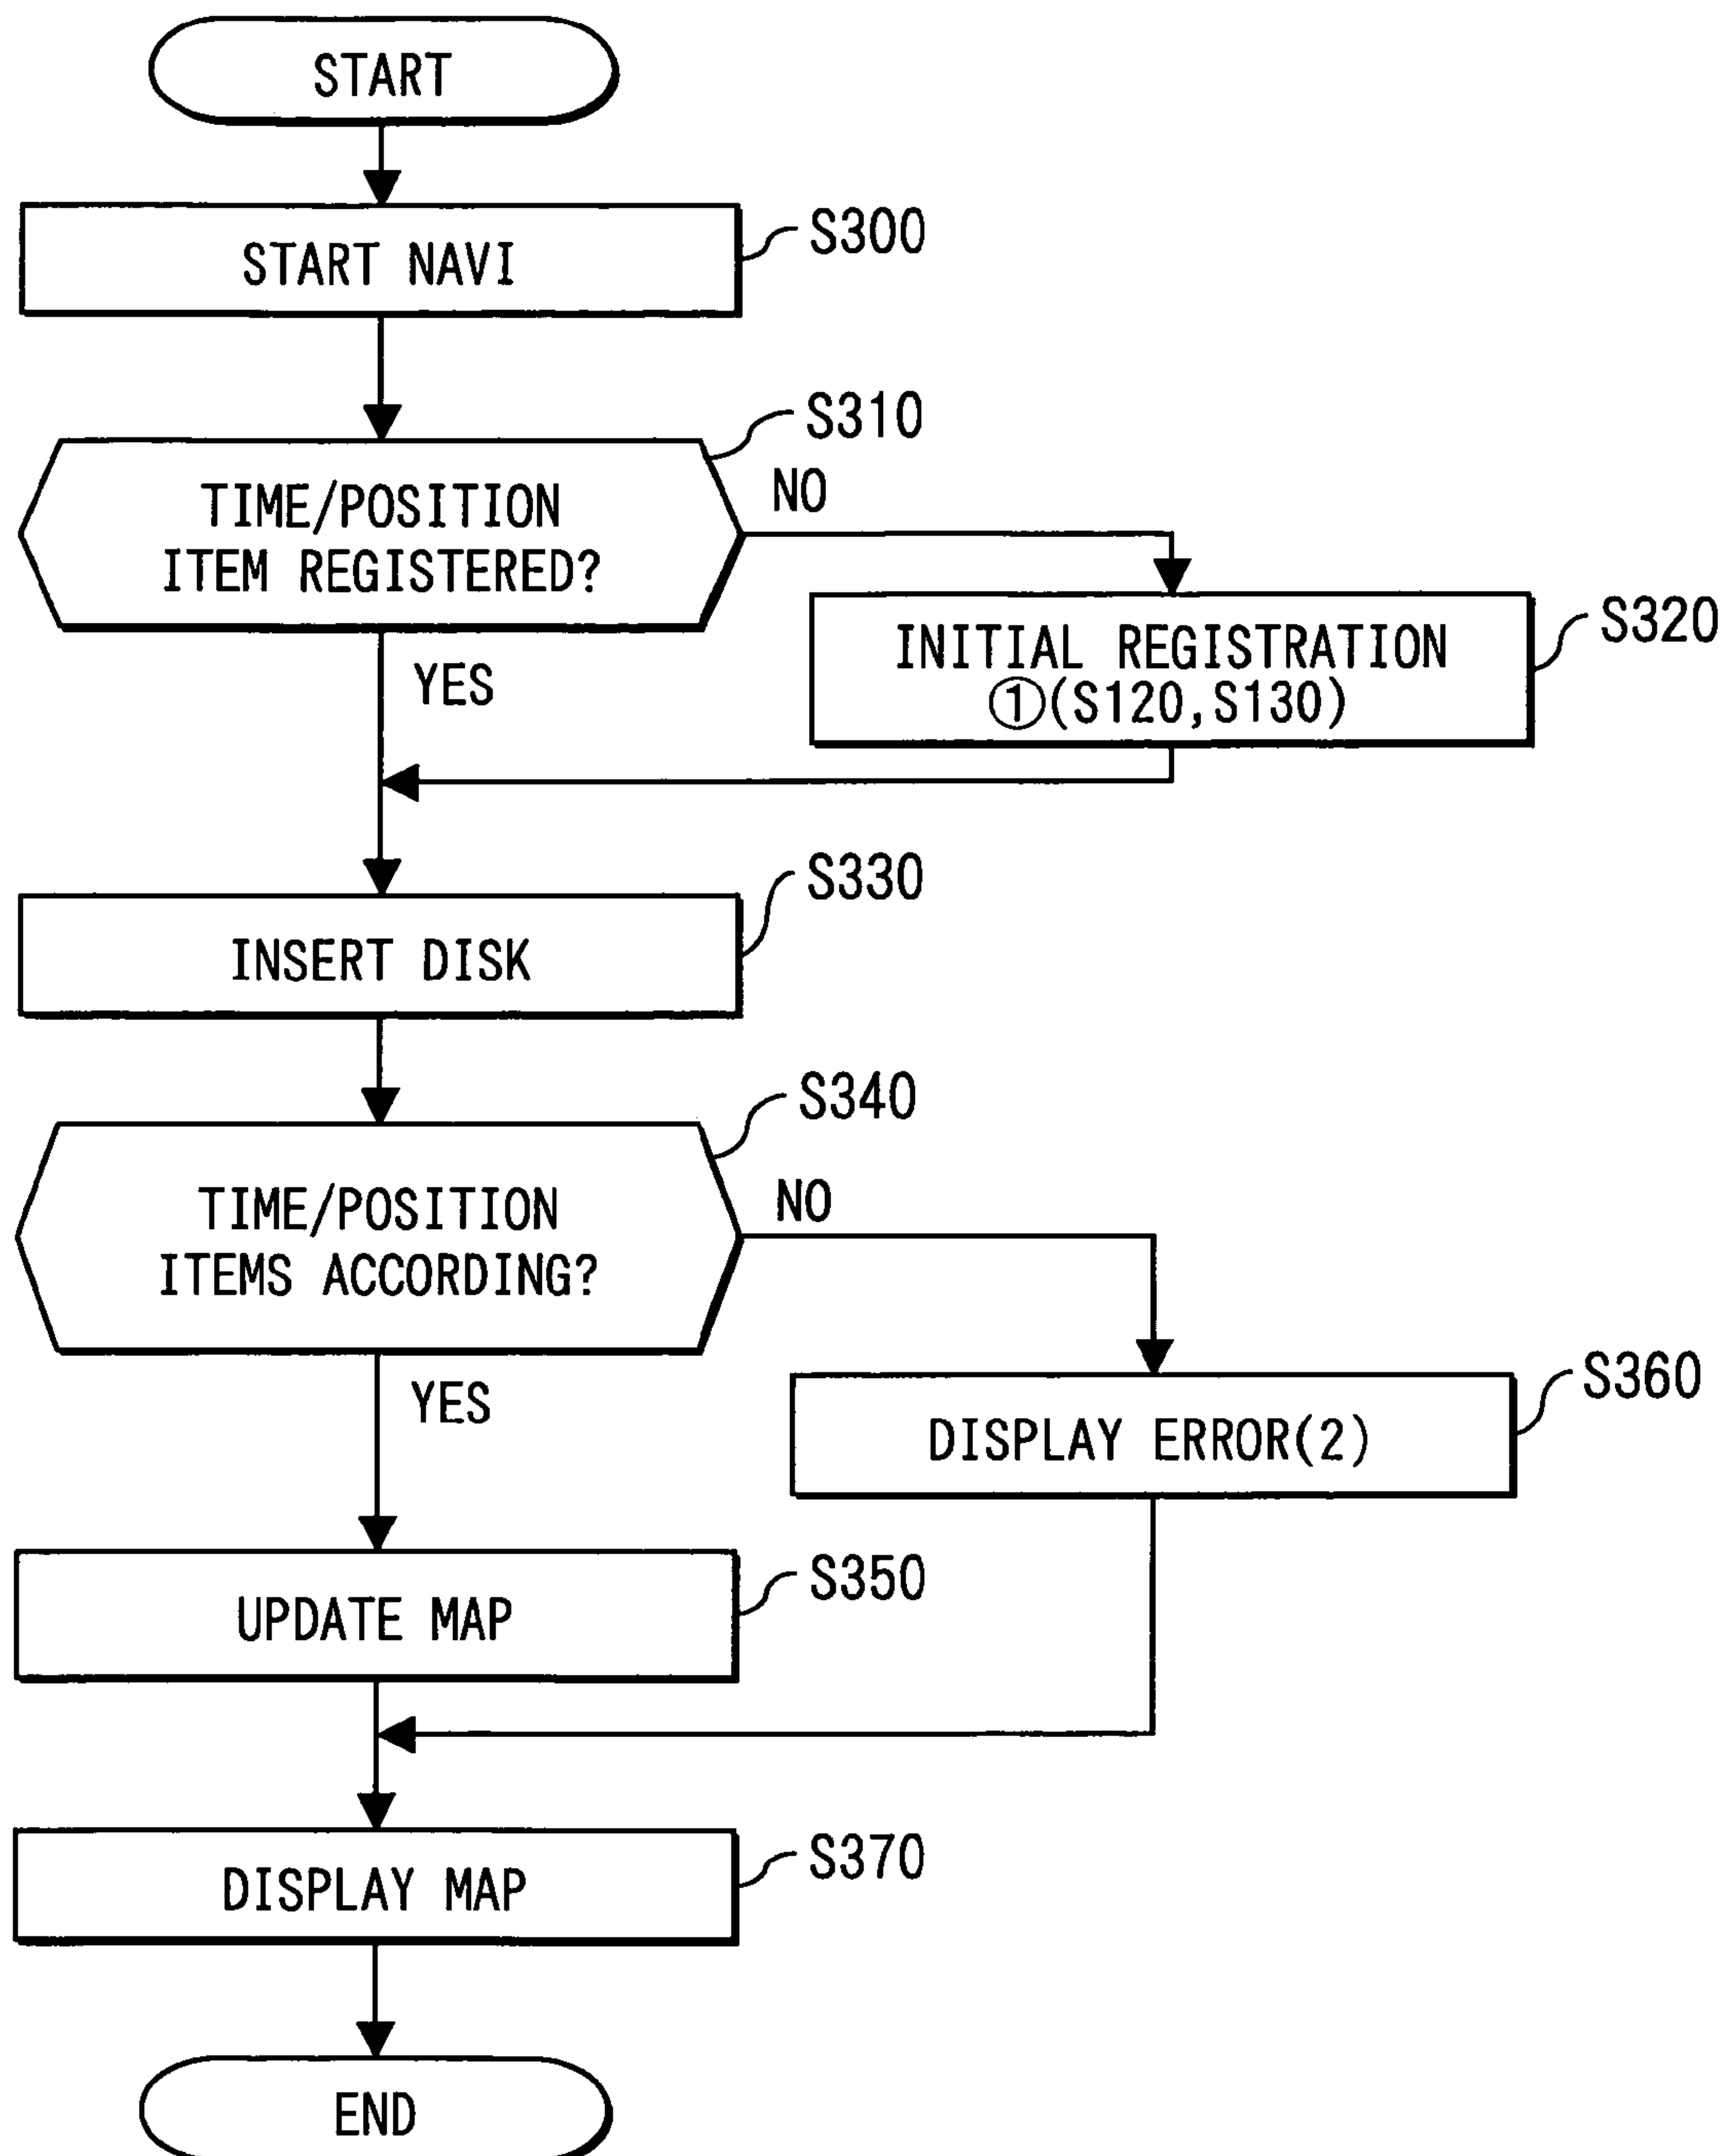 START
START NAVI
S300
S310
TIME/POSITION
ITEM REGISTERED?
NO
YES
INITIAL REGISTRATION
①(S120,S130)
S320
S330
INSERT DISK
S340
TIME/POSITION
ITEMS ACCORDING?
NO
YES
S360
DISPLAY ERROR(2)
S350
UPDATE MAP
S370
DISPLAY MAP
END